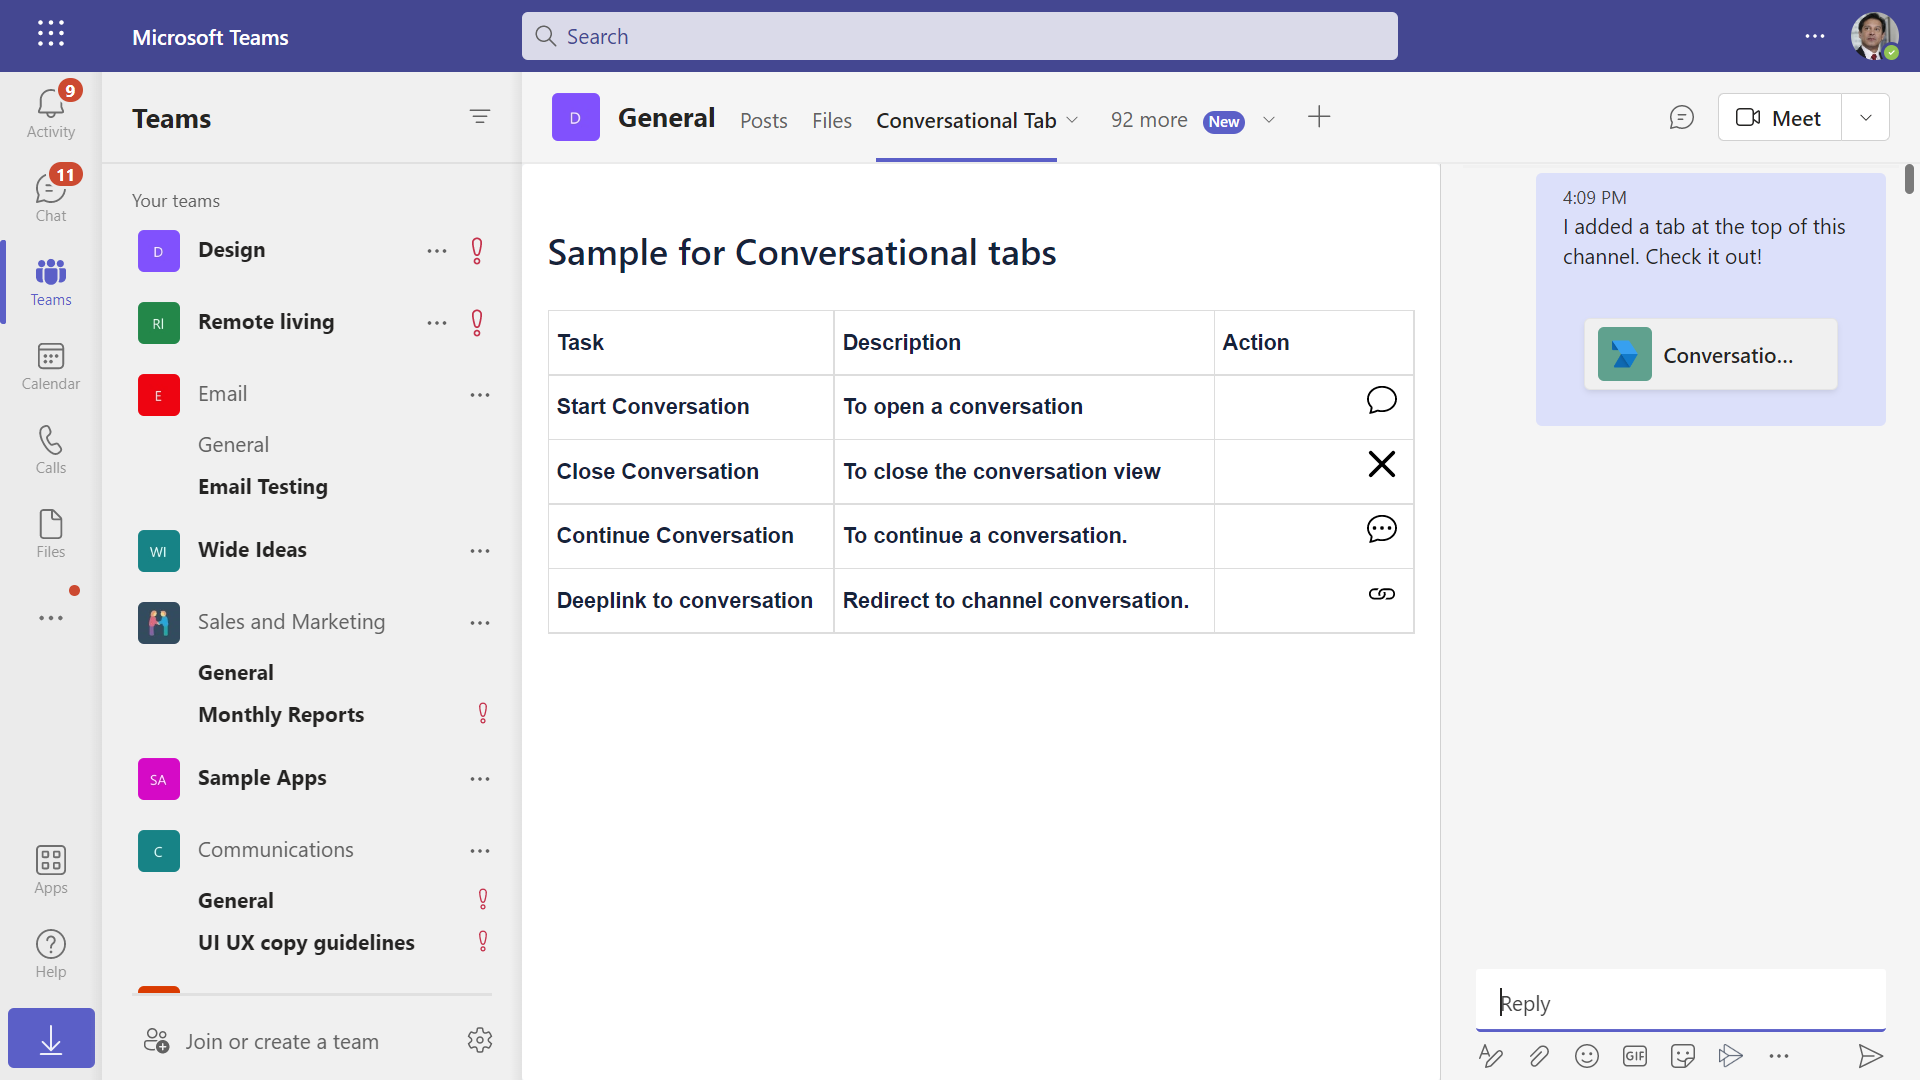 Microsoft Teams
Search
9
Activity
11
Chat
Teams
Calendar
Calls
Files
Apps
Help
Teams
Your teams
D
Design
RI
Remote living
E
Email
General
Email Testing
WI
Wide Ideas
Sales and Marketing
General
Monthly Reports
SA
Sample Apps
C
Communications
General
UI UX copy guidelines
Join or create a team
D
General
Posts
Files
Conversational Tab
92 more
New
Meet
Sample for Conversational tabs
Task Description Action
Start Conversation To open a conversation
Close Conversation To close the conversation view
Continue Conversation To continue a conversation.
Deeplink to conversation Redirect to channel conversation.
4:09 PM
I added a tab at the top of this
channel. Check it out!
Conversatio...
Reply
GIF